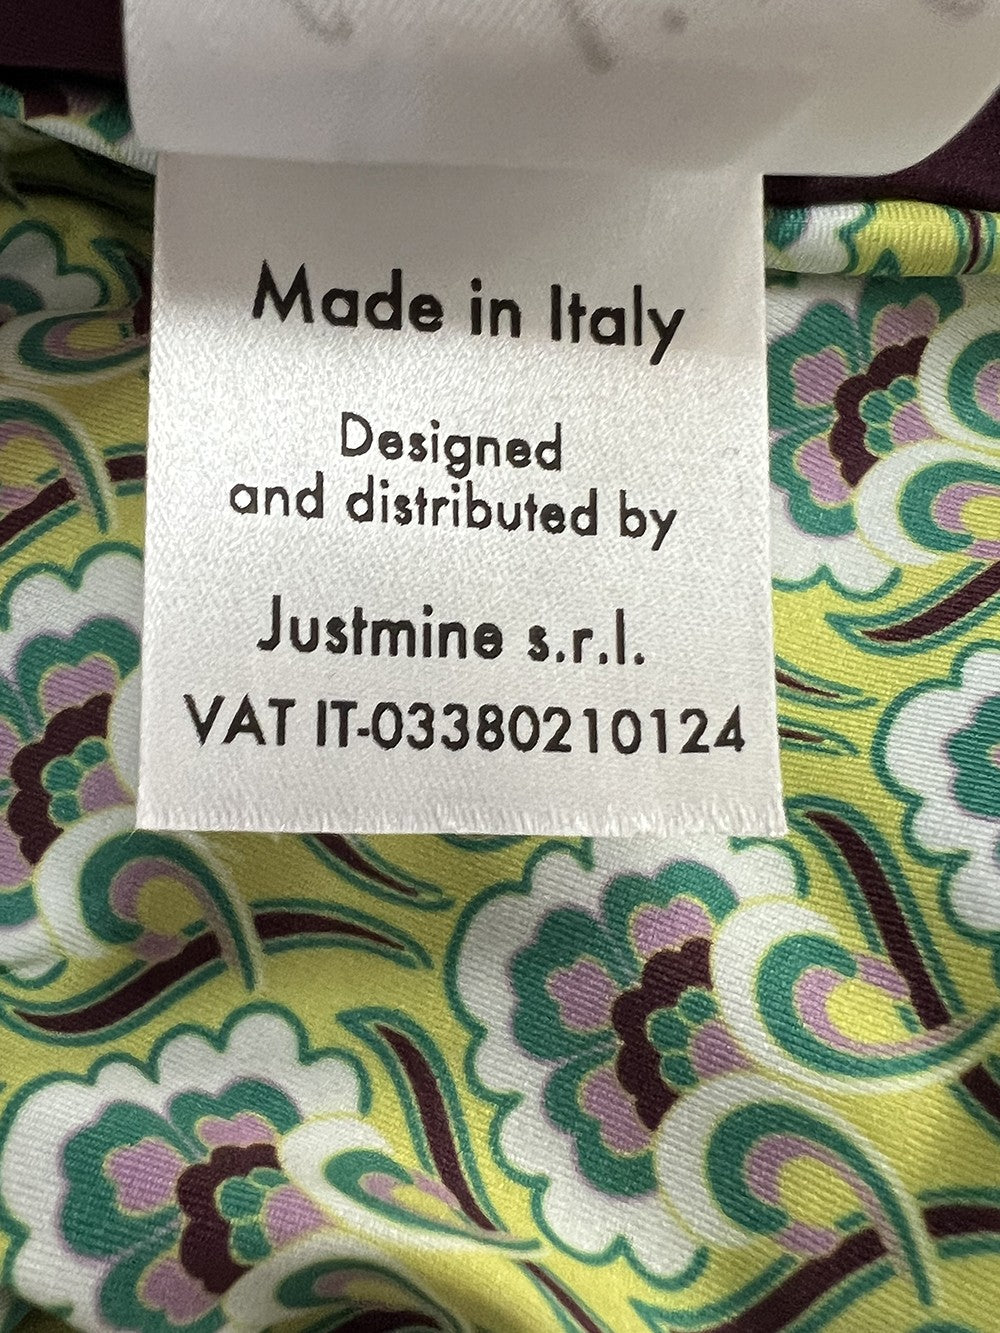 Made in Italy
Designed
and distributed by
Justmine s.r.l.
VAT IT-03380210124